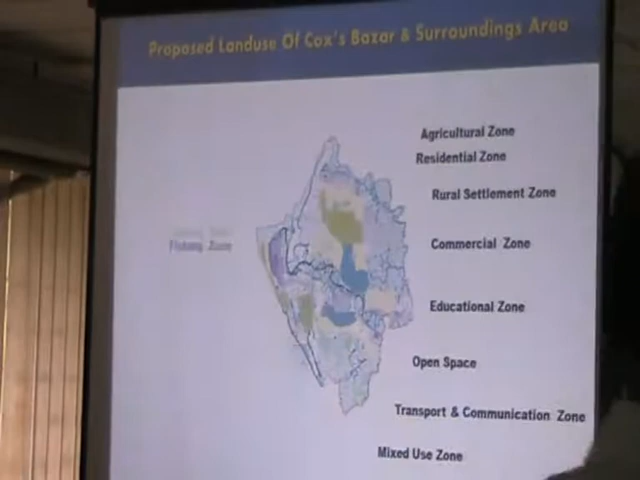 Proposed Landuse Of Cox's Bazar & Surroundings Area
Agricultural Zone
Residential Zone
Rural Settlement Zone
Fishing Zone
Commercial Zone
Educational Zone
Open Space
Transport & Communication Zone
Mixed Use Zone